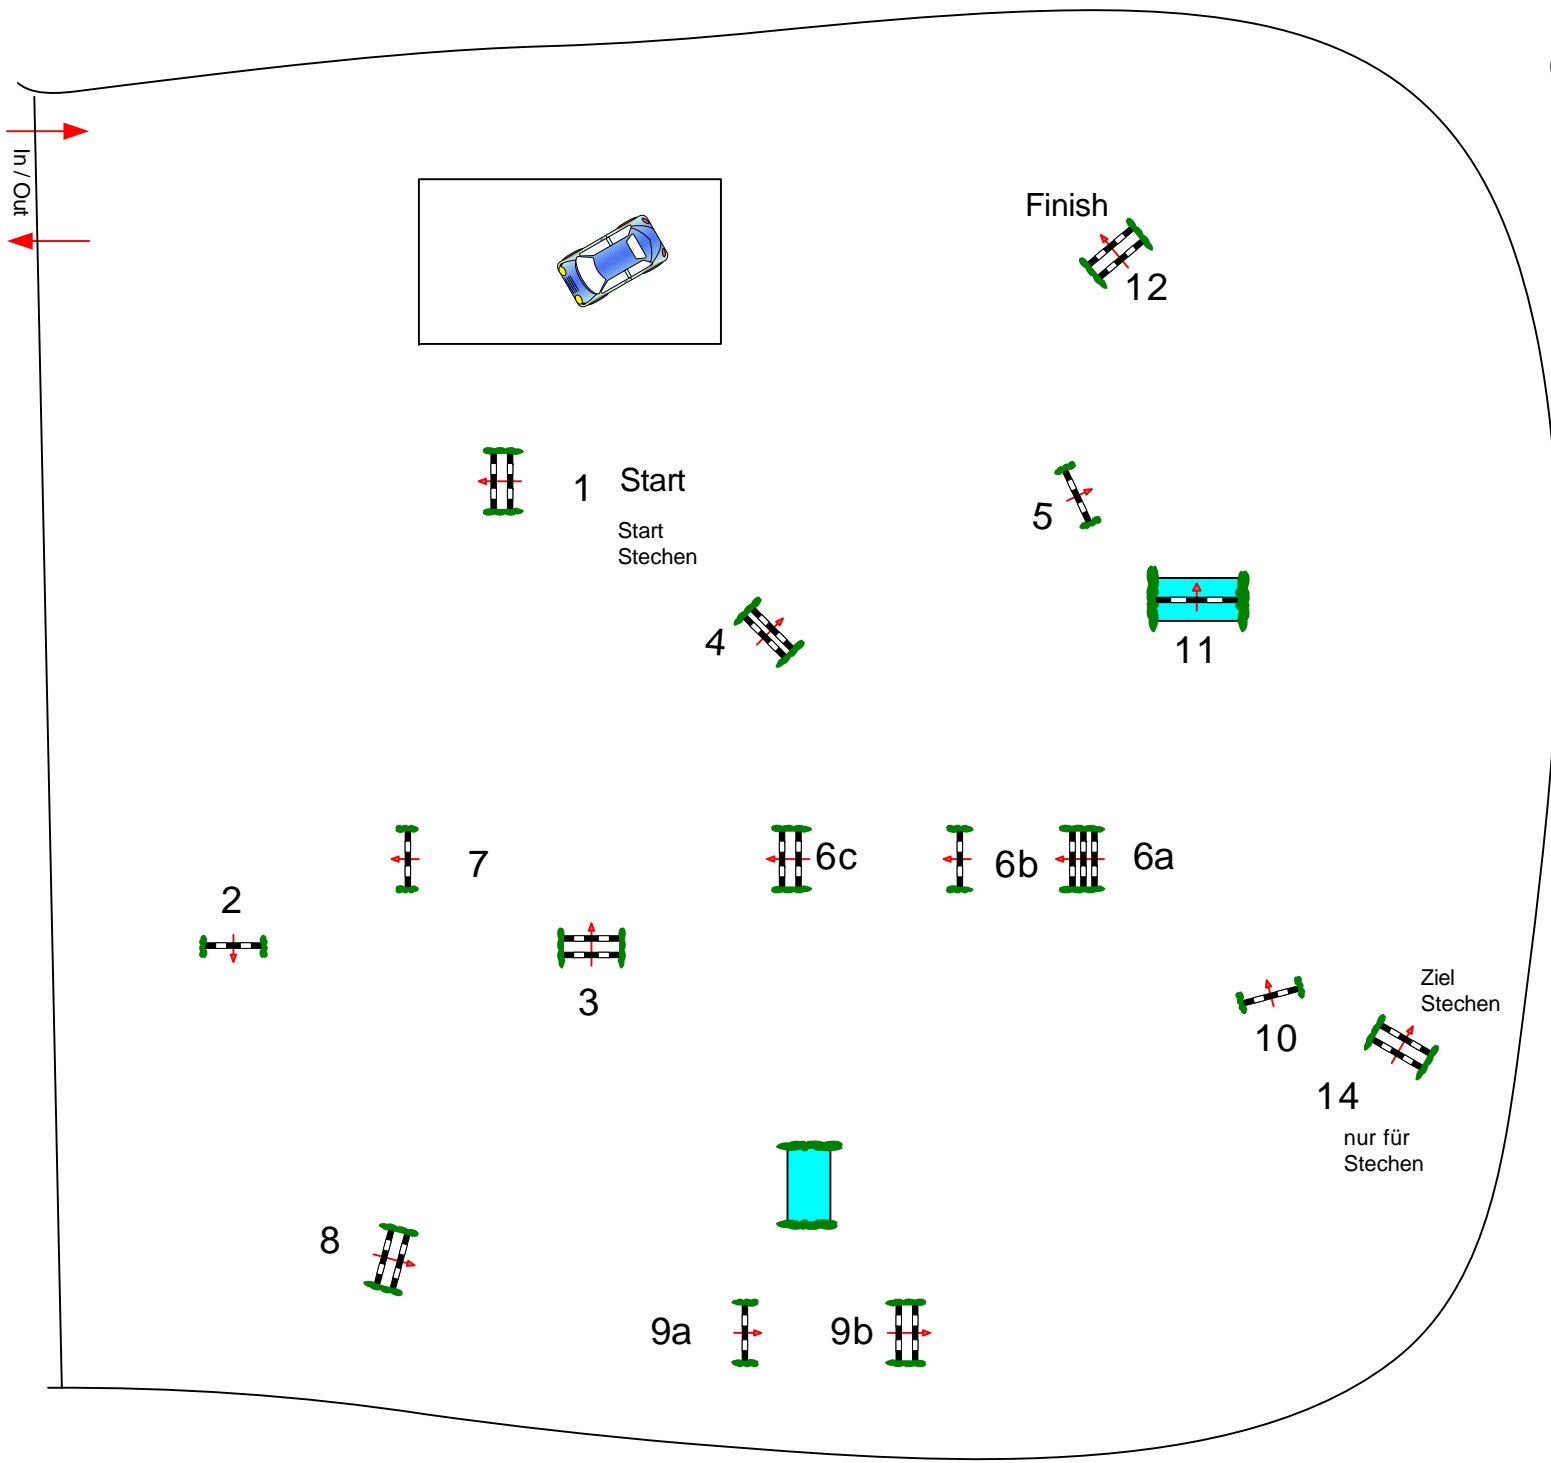 In / Out
Finish
12
1 Start
Start
Stechen
5
4
11
7
6c
6b
6a
2
3
Ziel
Stechen
10
14
nur für
Stechen
8
9a
9b